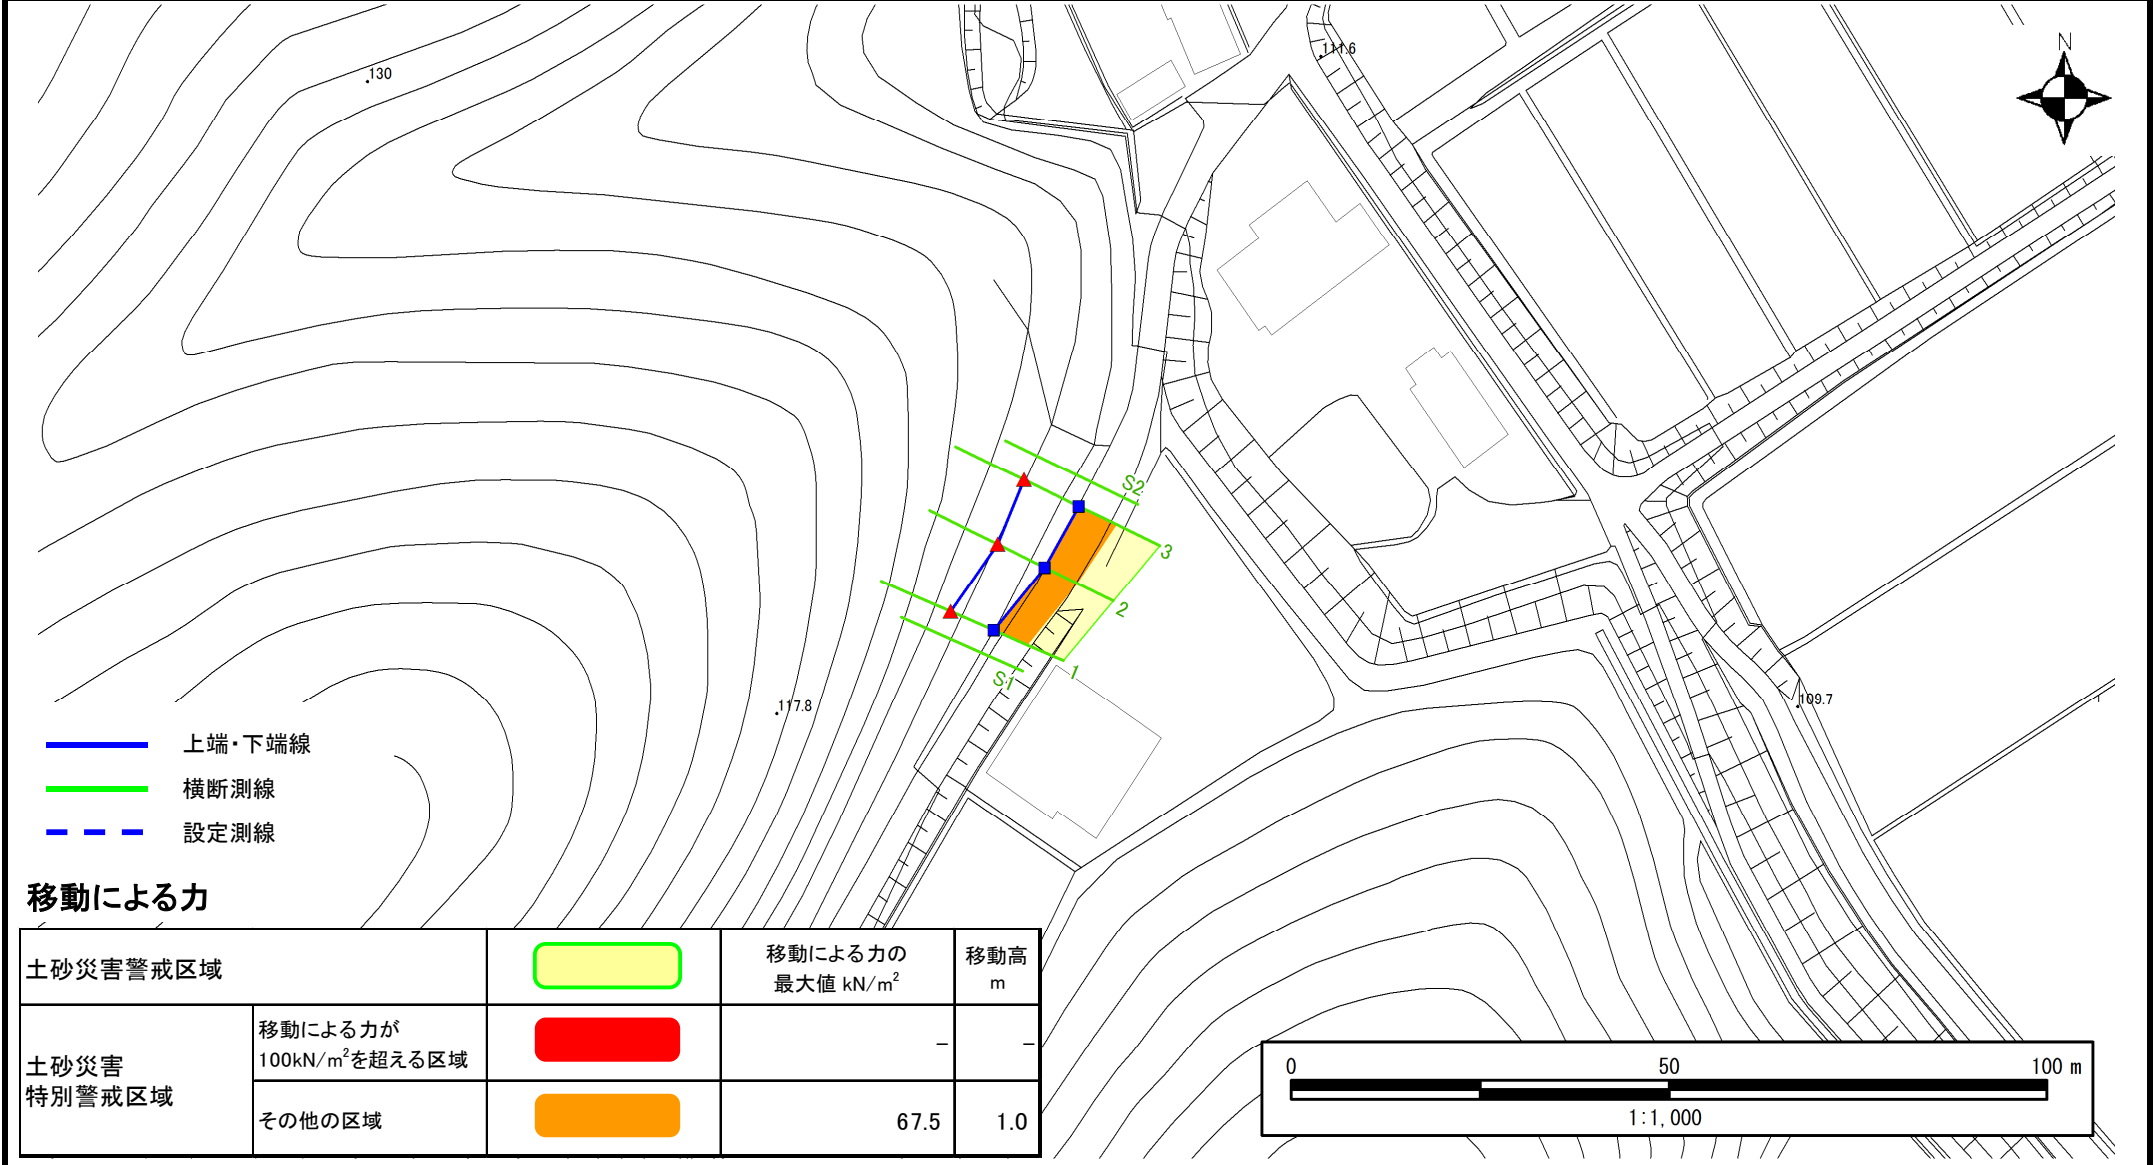 N
111.6
130
S2
3
2
1
S1
117.8
109.7
上端・下端線
横断測線
設定測線
移動による力
土砂災害警戒区域
移動による力の
最大値 kN/m²
移動高
m
土砂災害
特別警戒区域
移動による力が
100kN/m²を超える区域
－
－
その他の区域
67.5
1.0
0 50 100 m
1:1,000